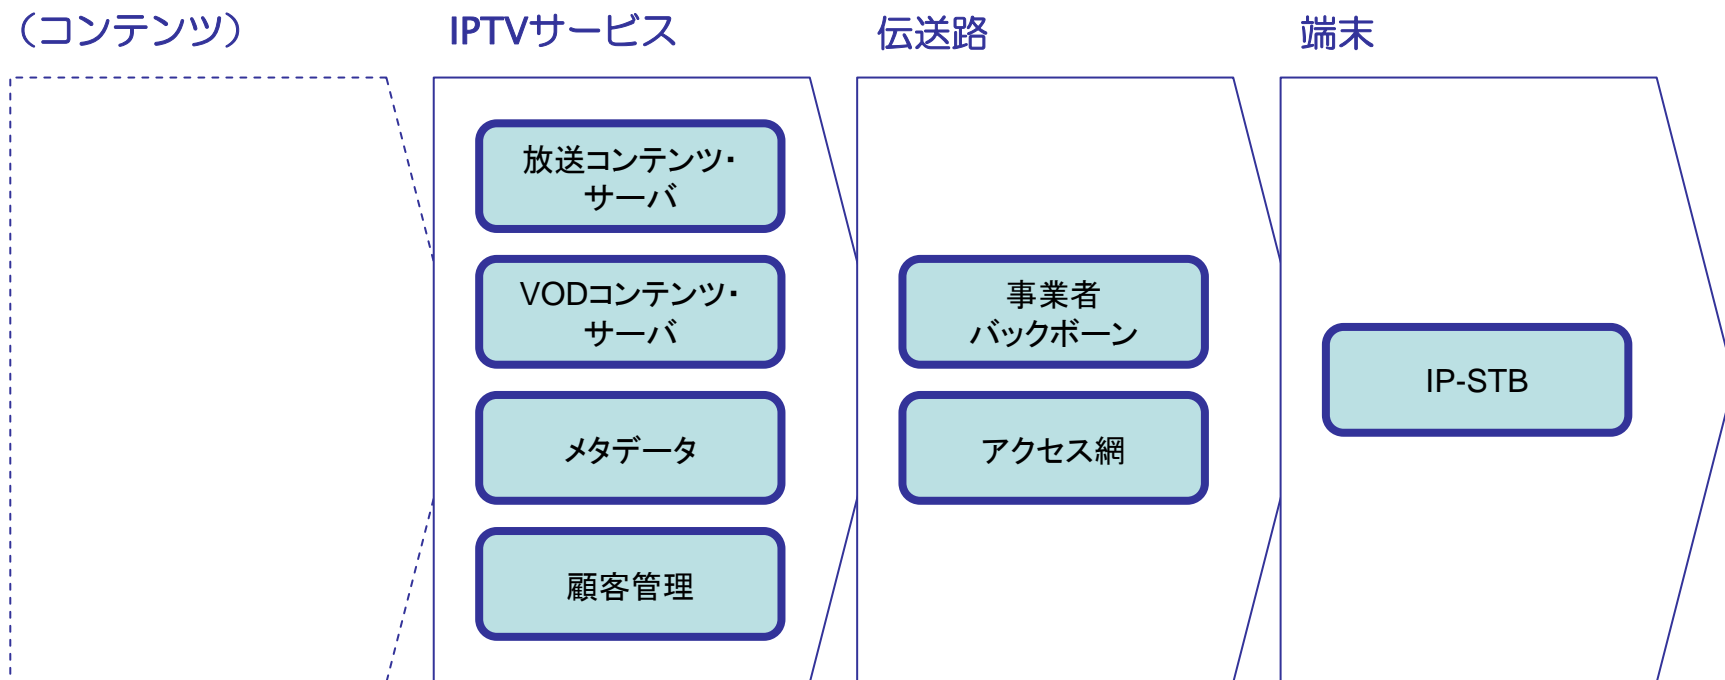 （コンテンツ）
IPTVサービス
伝送路
端末
放送コンテンツ・
サーバ
VODコンテンツ・
サーバ
メタデータ
顧客管理
事業者
バックボーン
アクセス網
IP-STB